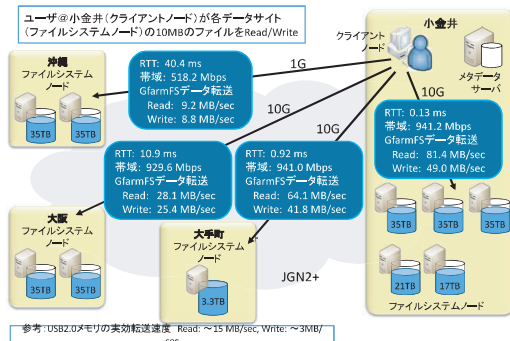 ユーザ@小金井(クライアントノード)が各データサイト
(ファイルシステムノード)の10MBのファイルをRead/Write
沖縄
ファイルシステム
ノード
35TB
35TB
RTT: 40.4 ms
帯域: 518.2 Mbps
GfarmFSデータ転送
Read: 9.2 MB/sec
Write: 8.8 MB/sec
1G
小金井
クライアント
ノード
メタデータ
サーバ
10G
10G
10G
RTT: 0.13 ms
帯域: 941.2 Mbps
GfarmFSデータ転送
Read: 81.4 MB/sec
Write: 49.0 MB/sec
RTT: 10.9 ms
帯域: 929.6 Mbps
GfarmFSデータ転送
Read: 28.1 MB/sec
Write: 25.4 MB/sec
RTT: 0.92 ms
帯域: 941.0 Mbps
GfarmFSデータ転送
Read: 64.1 MB/sec
Write: 41.8 MB/sec
35TB
35TB
35TB
21TB
17TB
ファイルシステムノード
大阪
ファイルシステム
ノード
35TB
35TB
大手町
ファイルシステム
ノード
3.3TB
JGN2+
参考:USB2.0メモリの実効転送速度 Read: ~15 MB/sec, Write: ~3MB/